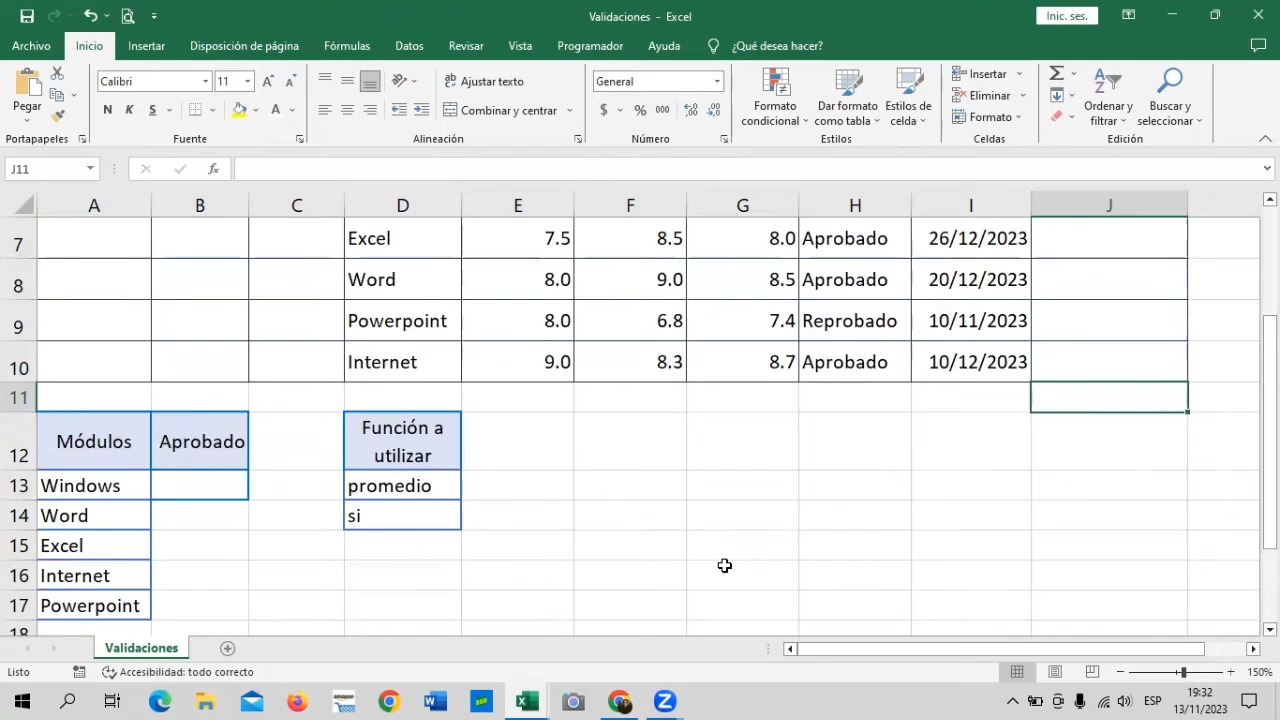 Validaciones - Excel
Inic. ses.
Archivo Inicio Insertar Disposición de página Fórmulas Datos Revisar Vista Programador Ayuda ¿Qué desea hacer?
Pegar
Calibri 11
N K S
Ajustar texto
Combinar y centrar
General
$ % 000
Formato condicional
Dar formato como tabla
Estilos de celda
Insertar
Eliminar
Formato
Ordenar y filtrar
Buscar y seleccionar
Portapapeles Fuente Alineación Número Estilos Celdas Edición
J11 fx
A B C D E F G H I J
7 Excel 7.5 8.5 8.0 Aprobado 26/12/2023
8 Word 8.0 9.0 8.5 Aprobado 20/12/2023
9 Powerpoint 8.0 6.8 7.4 Reprobado 10/11/2023
10 Internet 9.0 8.3 8.7 Aprobado 10/12/2023
11
12 Módulos Aprobado Función a utilizar
13 Windows promedio
14 Word si
15 Excel
16 Internet
17 Powerpoint
18
Validaciones
Listo Accesibilidad: todo correcto 150%
ESP 19:32
13/11/2023